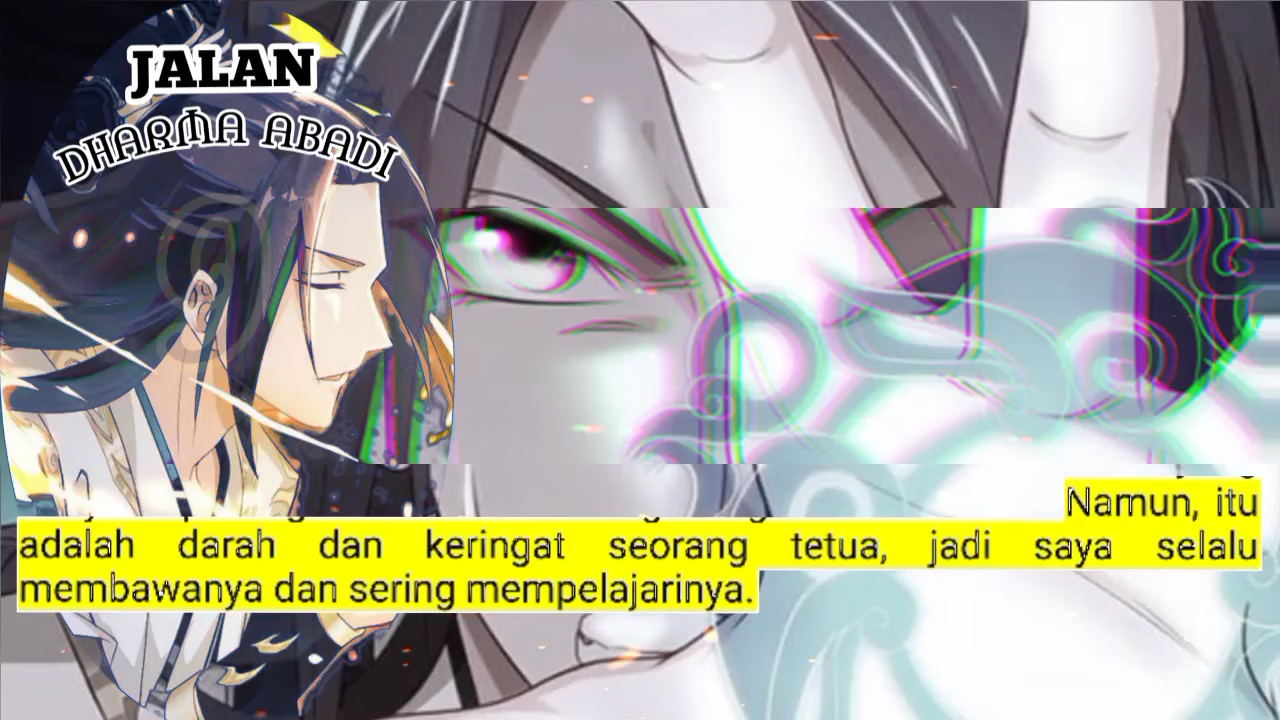 JALAN
DHARMA ABADI
Namun, itu
adalah darah dan keringat seorang tetua, jadi saya selalu
membawanya dan sering mempelajarinya.